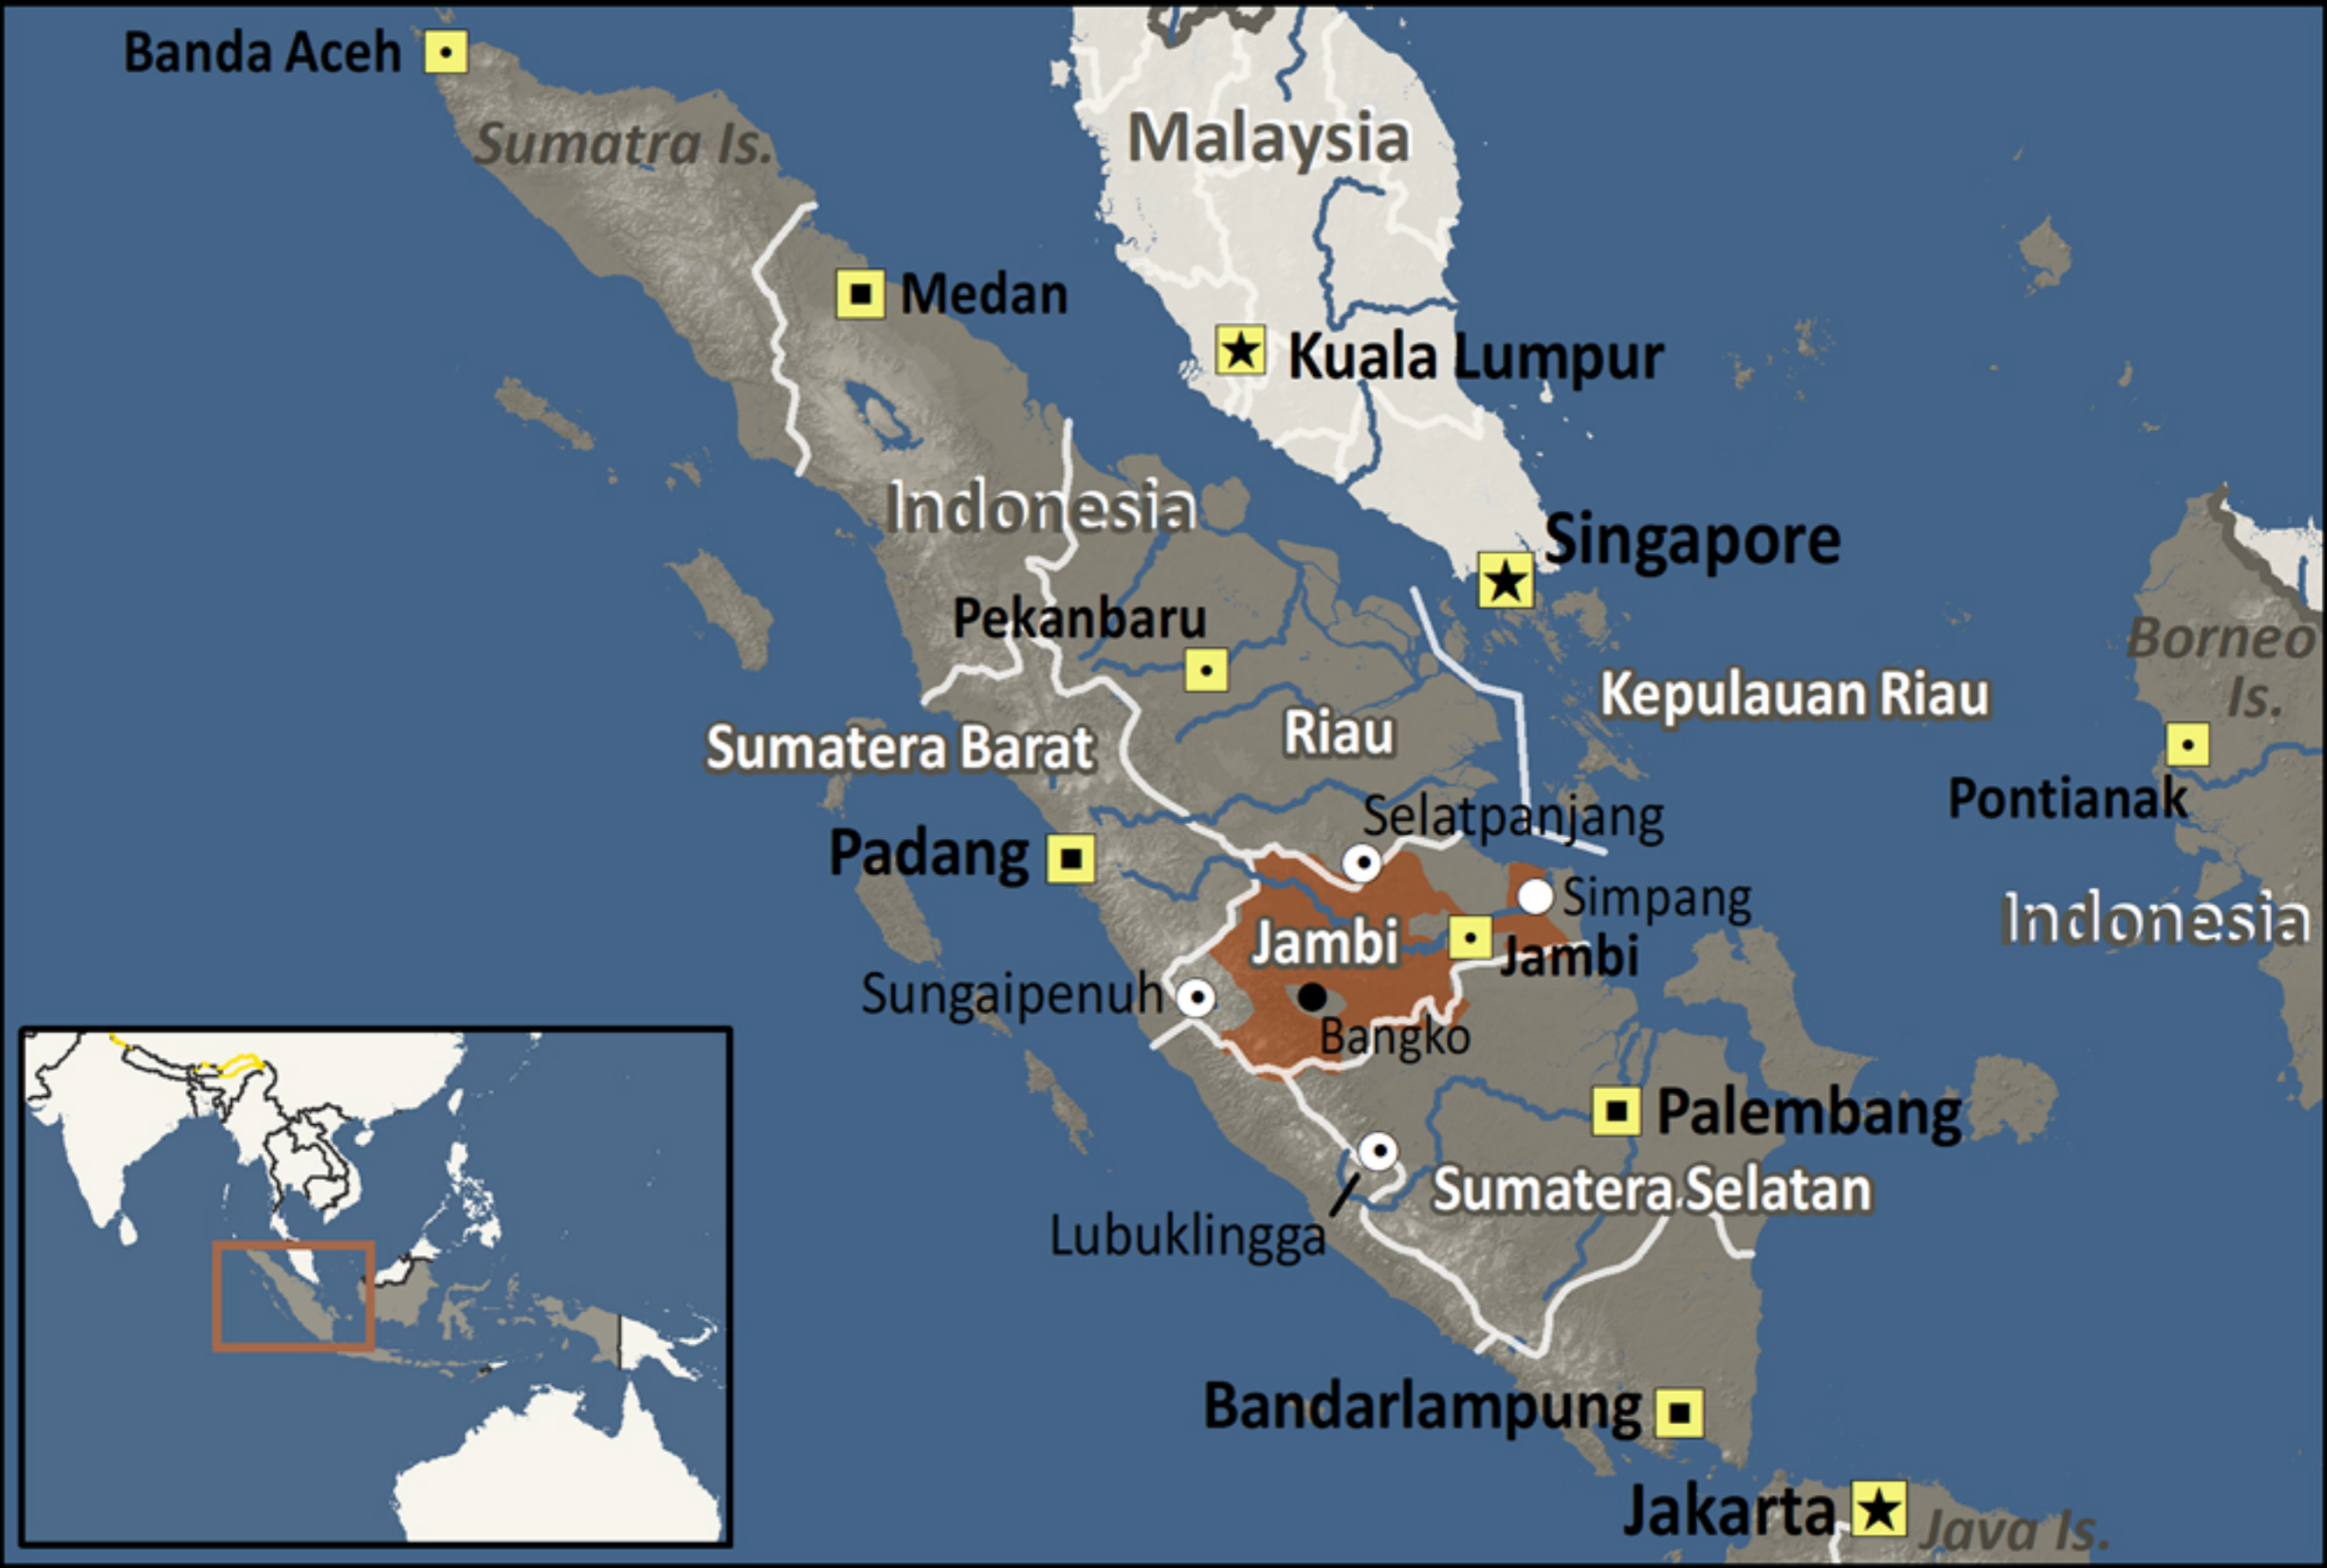 Banda Aceh
Sumatra Is.
Malaysia
Medan
Kuala Lumpur
Indonesia
Singapore
Pekanbaru
Borneo
Is.
Kepulauan Riau
Riau
Sumatera Barat
Pontianak
Selatpanjang
Padang
Simpang
Indonesia
Jambi
Jambi
Sungaipenuh
Bangko
Palembang
Sumatera Selatan
Lubuklingga
Bandarlampung
Jakarta
Java Is.